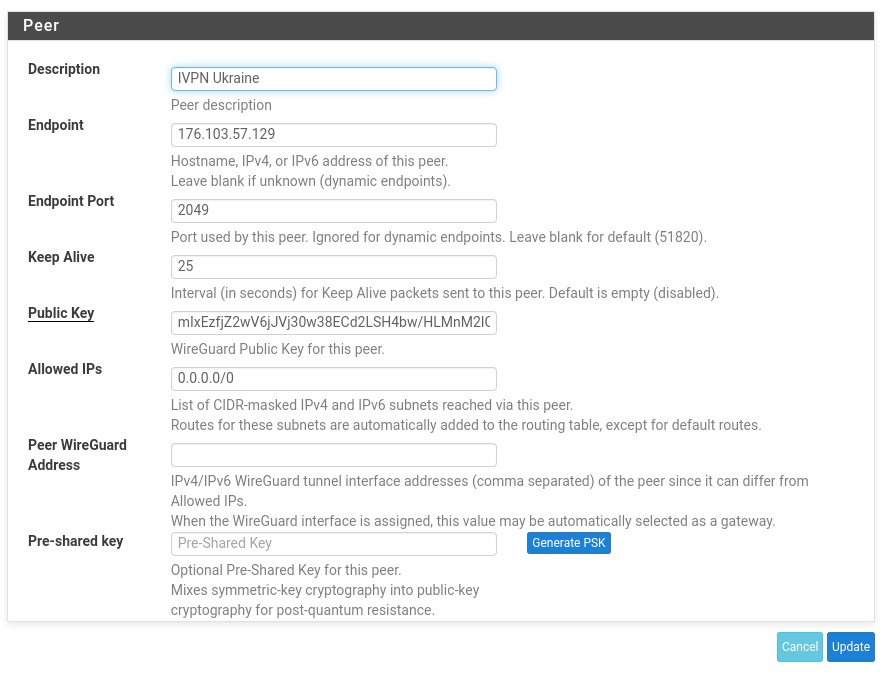 Peer
Description
IVPN Ukraine
Peer description
Endpoint
176.103.57.129
Hostname, IPv4, or IPv6 address of this peer.
Leave blank if unknown (dynamic endpoints).
Endpoint Port
2049
Port used by this peer. Ignored for dynamic endpoints. Leave blank for default (51820).
Keep Alive
25
Interval (in seconds) for Keep Alive packets sent to this peer. Default is empty (disabled).
Public Key
WireGuard Public Key for this peer.
Allowed IPs
0.0.0.0/0
List of CIDR-masked IPv4 and IPv6 subnets reached via this peer.
Routes for these subnets are automatically added to the routing table, except for default routes.
Peer WireGuard
Address
IPv4/IPv6 WireGuard tunnel interface addresses (comma separated) of the peer since it can differ from
Allowed IPs.
When the WireGuard interface is assigned, this value may be automatically selected as a gateway.
Pre-shared key
Pre-Shared Key
Generate PSK
Optional Pre-Shared Key for this peer.
Mixes symmetric-key cryptography into public-key
cryptography for post-quantum resistance.
Cancel
Update